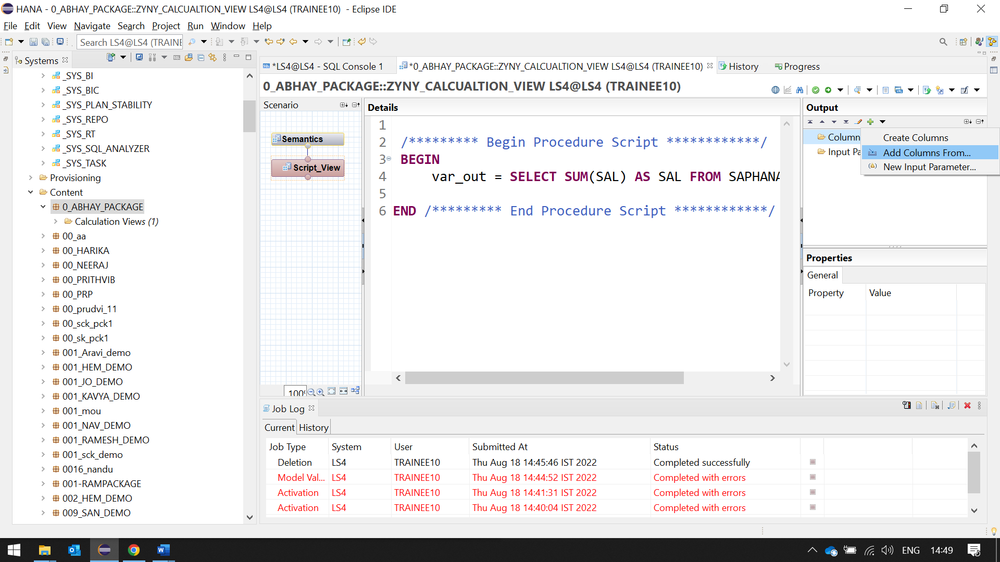 HANA - 0_ABHAY_PACKAGE::ZYNY_CALCUALTION_VIEW LS4@LS4 (TRAINEE10) - Eclipse IDE
File Edit View Navigate Search Project Run Window Help
Search LS4@LS4 (TRAINE
Systems
_SYS_BI
_SYS_BIC
_SYS_PLAN_STABILITY
_SYS_REPO
_SYS_RT
_SYS_SQL_ANALYZER
_SYS_TASK
Provisioning
Content
0_ABHAY_PACKAGE
Calculation Views (1)
00_aa
00_HARIKA
00_NEERAJ
00_PRITHVIB
00_PRP
00_prudvi_11
00_sck_pck1
00_sk_pck1
001_Aravi_demo
001_HEM_DEMO
001_JO_DEMO
001_KAVYA_DEMO
001_mou
001_NAV_DEMO
001_RAMESH_DEMO
001_sck_demo
0016_nandu
001-RAMPACKAGE
002_HEM_DEMO
009_SAN_DEMO
*LS4@LS4 - SQL Console 1
*0_ABHAY_PACKAGE::ZYNY_CALCUALTION_VIEW LS4@LS4 (TRAINEE10)
History
Progress
0_ABHAY_PACKAGE::ZYNY_CALCUALTION_VIEW LS4@LS4 (TRAINEE10)
Scenario
Semantics
Script_View
100%
Details
1
2 /********* Begin Procedure Script ************/
3 BEGIN
4 var_out = SELECT SUM(SAL) AS SAL FROM SAPHANA
5
6 END /********* End Procedure Script ************/
Output
Column
Input Pa
Create Columns
Add Columns From...
New Input Parameter...
Properties
General
Property Value
Job Log
Current History
Job Type System User Submitted At Status
Deletion LS4 TRAINEE10 Thu Aug 18 14:45:46 IST 2022 Completed successfully
Model Val... LS4 TRAINEE10 Thu Aug 18 14:44:52 IST 2022 Completed with errors
Activation LS4 TRAINEE10 Thu Aug 18 14:41:31 IST 2022 Completed with errors
Activation LS4 TRAINEE10 Thu Aug 18 14:40:04 IST 2022 Completed with errors
ENG 14:49